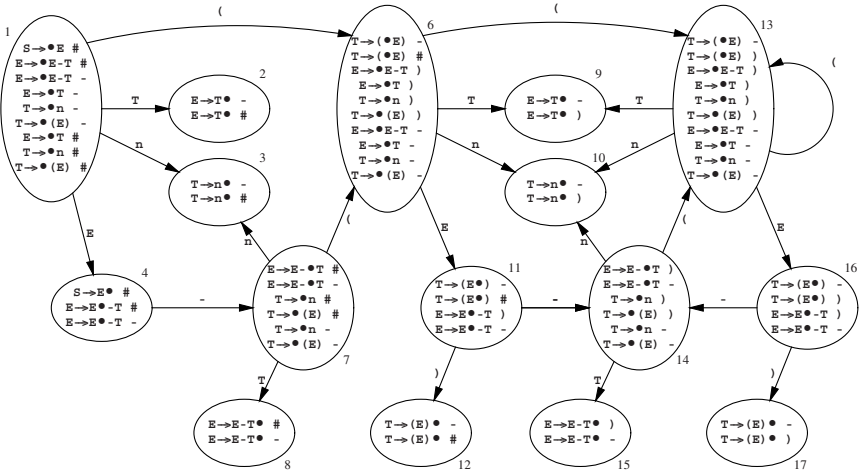 1
S→●E #
E→●E-T #
E→●E-T -
E→●T -
T→●n -
T→●(E) -
E→●T #
T→●n #
T→●(E) #
(
T
n
E
2
E→T● -
E→T● #
3
T→n● -
T→n● #
4
S→E● #
E→E●-T #
E→E●-T -
-
6
T→(●E) -
T→(●E) #
E→●E-T )
E→●T )
T→●n )
T→●(E) )
E→●E-T -
E→●T -
T→●n -
T→●(E) -
(
T
n
E
7
E→E-●T #
E→E-●T -
T→●n #
T→●(E) #
T→●n -
T→●(E) -
n
(
T
8
E→E-T● #
E→E-T● -
9
E→T● -
E→T● )
10
T→n● -
T→n● )
11
T→(E●) -
T→(E●) #
E→E●-T )
E→E●-T -
-
)
12
T→(E)● -
T→(E)● #
13
T→(●E) -
T→(●E) )
E→●E-T )
E→●T )
T→●n )
T→●(E) )
E→●E-T -
E→●T -
T→●n -
T→●(E) -
(
T
n
E
14
E→E-●T )
E→E-●T -
T→●n )
T→●(E) )
T→●n -
T→●(E) -
n
(
T
15
E→E-T● )
E→E-T● -
16
T→(E●) -
T→(E●) )
E→E●-T )
E→E●-T -
-
)
17
T→(E)● -
T→(E)● )